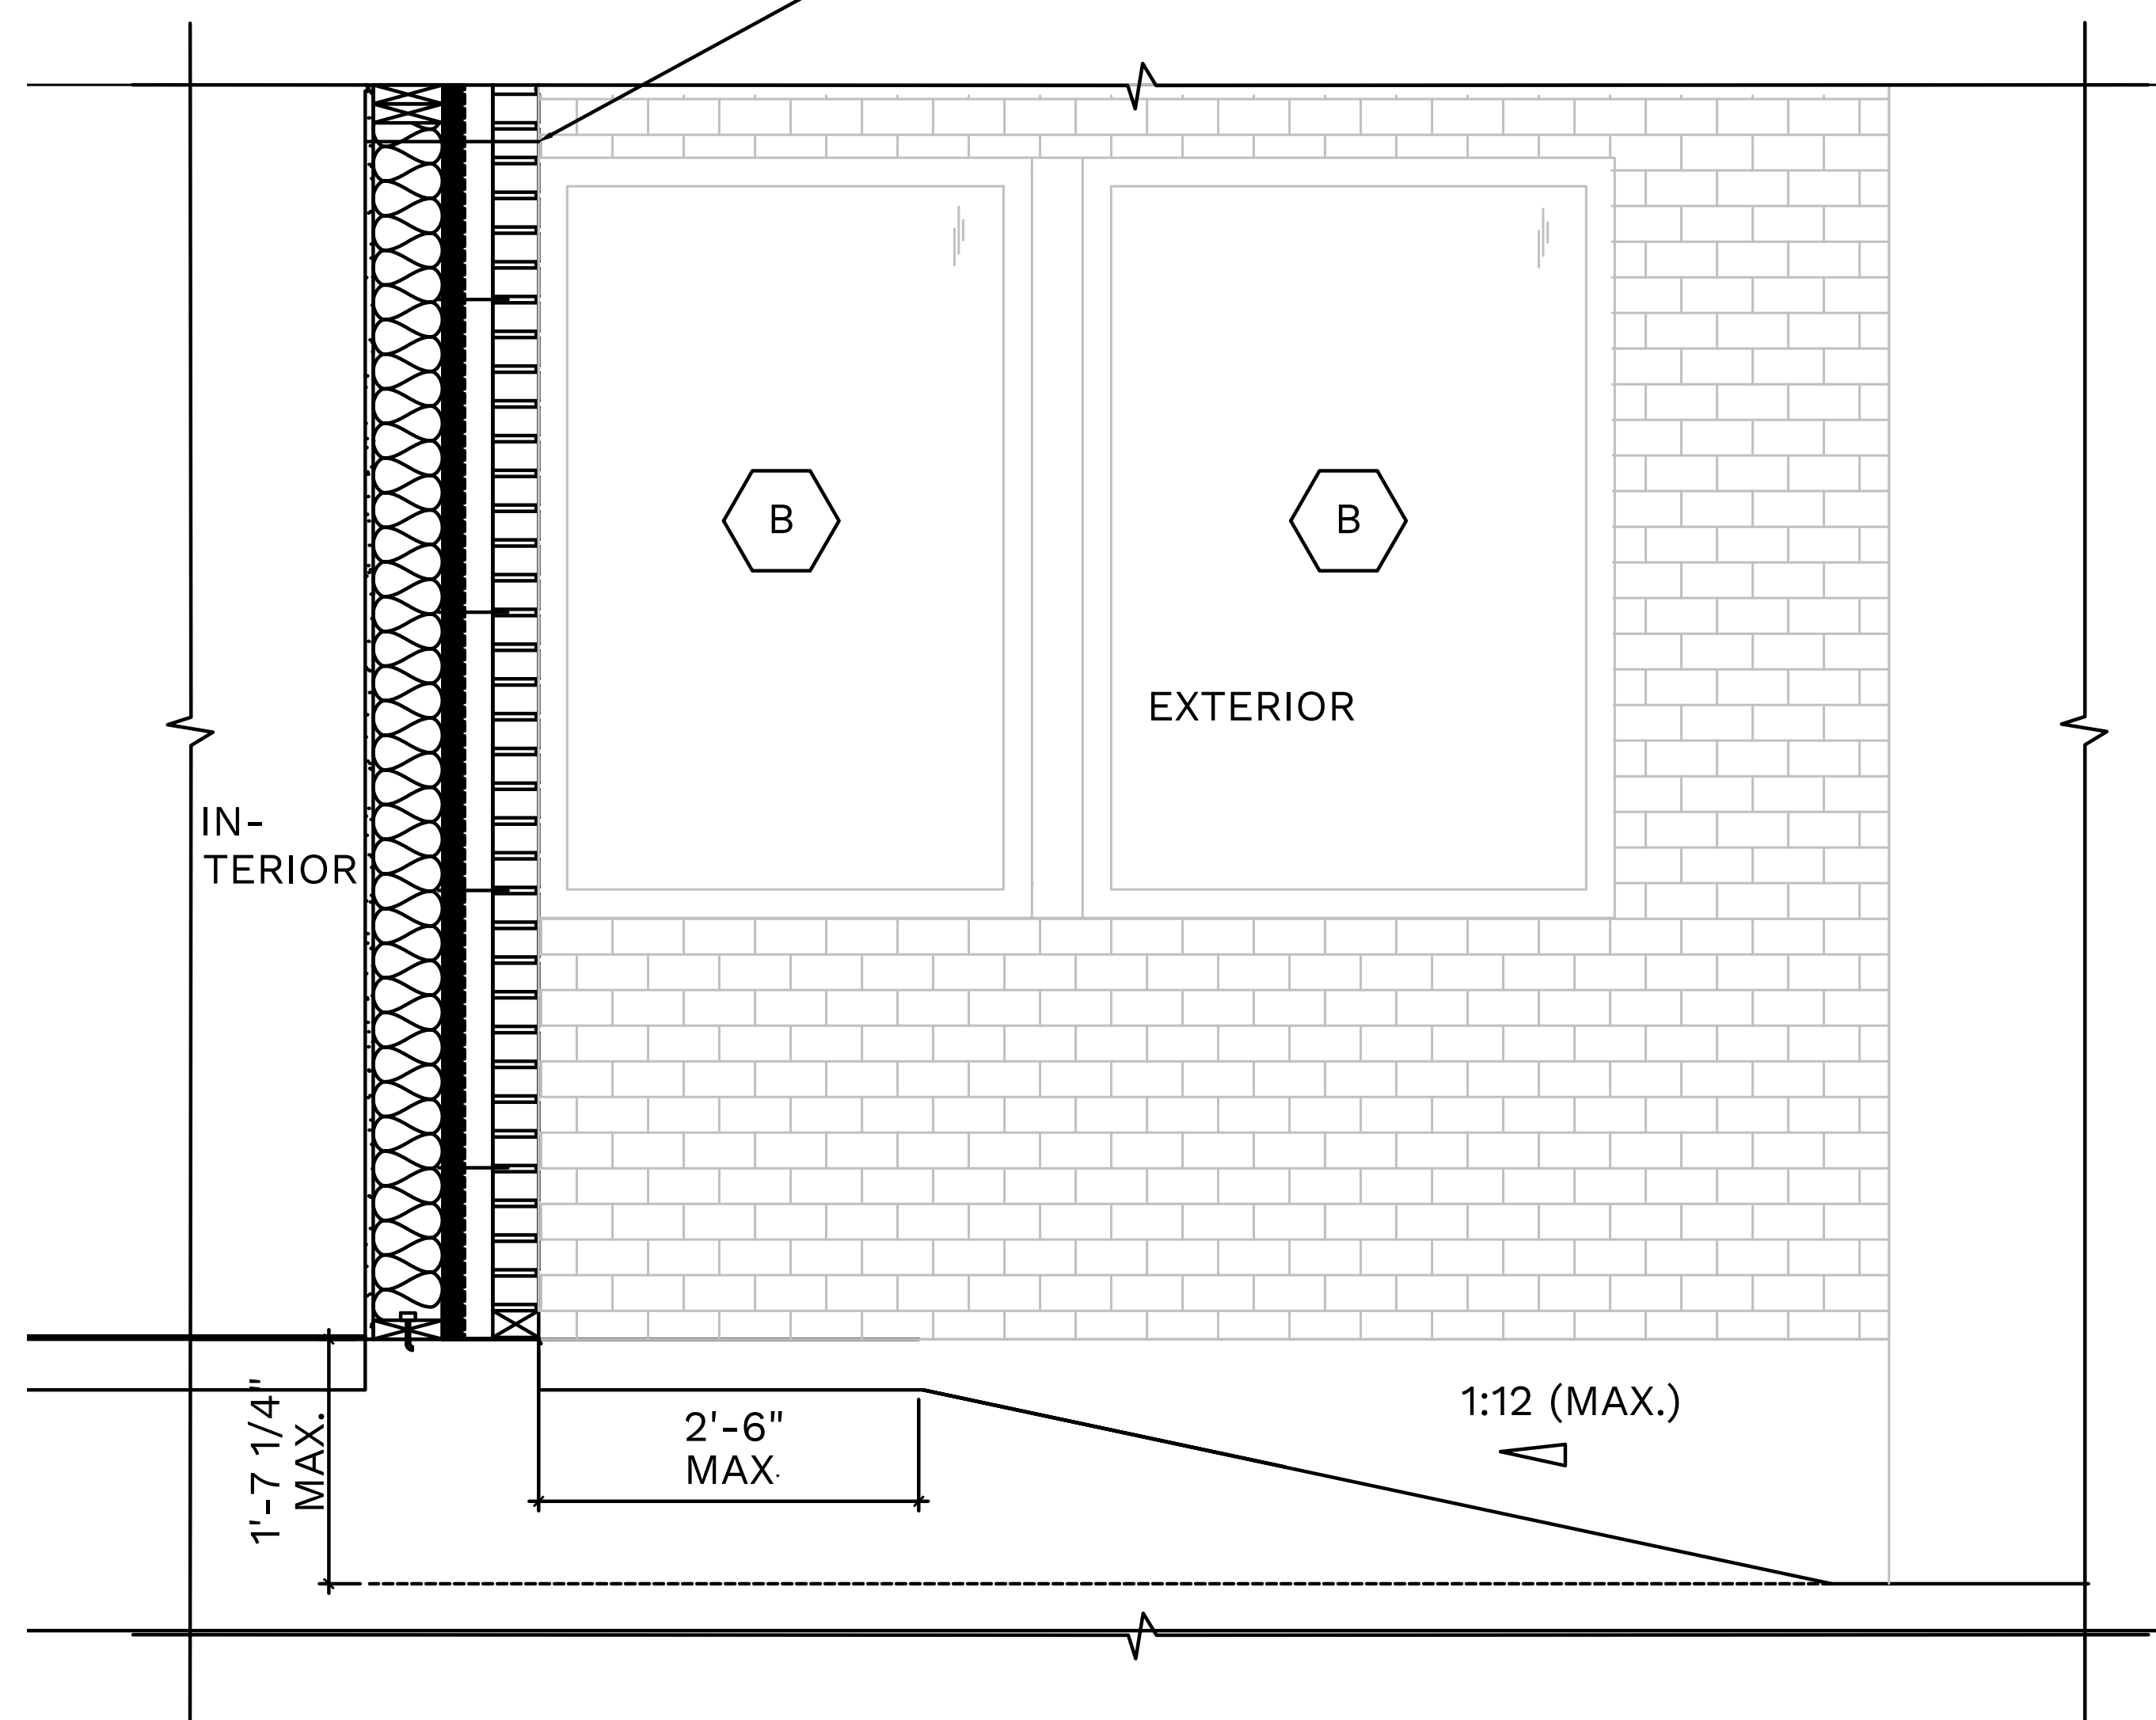 B
B
EXTERIOR
IN-
TERIOR
1:12 (MAX.)
2'-6"
MAX.
1'-7 1/4"
MAX.